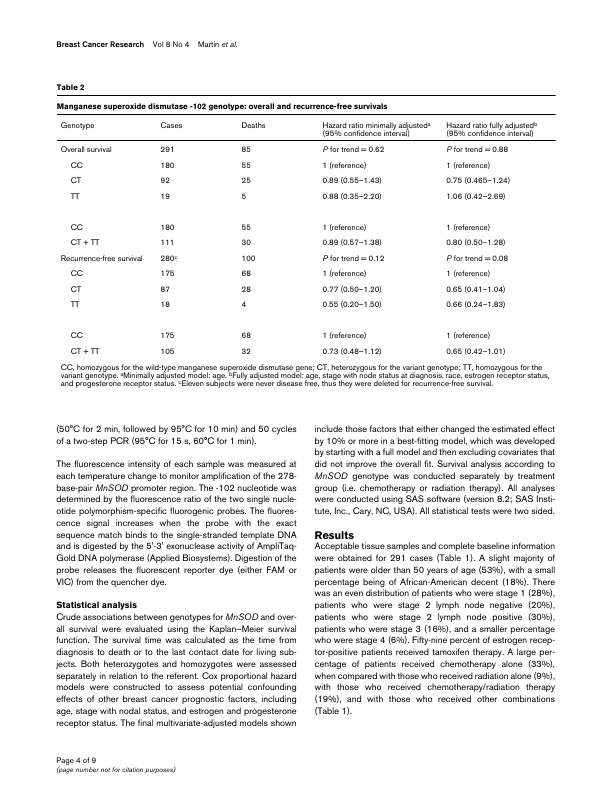 Breast Cancer Research Vol 8 No 4 Martin et al.
Table 2
Manganese superoxide dismutase -102 genotype: overall and recurrence-free survivals
Genotype Cases Deaths Hazard ratio minimally adjustedᵃ (95% confidence interval) Hazard ratio fully adjustedᵇ (95% confidence interval)
Overall survival 291 85 P for trend = 0.62 P for trend = 0.88
CC 180 55 1 (reference) 1 (reference)
CT 92 25 0.89 (0.55–1.43) 0.75 (0.465–1.24)
TT 19 5 0.88 (0.35–2.20) 1.06 (0.42–2.69)
CC 180 55 1 (reference) 1 (reference)
CT + TT 111 30 0.89 (0.57–1.38) 0.80 (0.50–1.28)
Recurrence-free survival 280ᶜ 100 P for trend = 0.12 P for trend = 0.08
CC 175 68 1 (reference) 1 (reference)
CT 87 28 0.77 (0.50–1.20) 0.65 (0.41–1.04)
TT 18 4 0.55 (0.20–1.50) 0.66 (0.24–1.83)
CC 175 68 1 (reference) 1 (reference)
CT + TT 105 32 0.73 (0.48–1.12) 0.65 (0.42–1.01)
CC, homozygous for the wild-type manganese superoxide dismutase gene; CT, heterozygous for the variant genotype; TT, homozygous for the
variant genotype. ᵃMinimally adjusted model: age. ᵇFully adjusted model: age, stage with node status at diagnosis, race, estrogen receptor status,
and progesterone receptor status. ᶜEleven subjects were never disease free, thus they were deleted for recurrence-free survival.
(50°C for 2 min, followed by 95°C for 10 min) and 50 cycles
of a two-step PCR (95°C for 15 s, 60°C for 1 min).
The fluorescence intensity of each sample was measured at
each temperature change to monitor amplification of the 278-
base-pair MnSOD promoter region. The -102 nucleotide was
determined by the fluorescence ratio of the two single nucle-
otide polymorphism-specific fluorogenic probes. The fluores-
cence signal increases when the probe with the exact
sequence match binds to the single-stranded template DNA
and is digested by the 5'-3' exonuclease activity of AmpliTaq-
Gold DNA polymerase (Applied Biosystems). Digestion of the
probe releases the fluorescent reporter dye (either FAM or
VIC) from the quencher dye.
Statistical analysis
Crude associations between genotypes for MnSOD and over-
all survival were evaluated using the Kaplan–Meier survival
function. The survival time was calculated as the time from
diagnosis to death or to the last contact date for living sub-
jects. Both heterozygotes and homozygotes were assessed
separately in relation to the referent. Cox proportional hazard
models were constructed to assess potential confounding
effects of other breast cancer prognostic factors, including
age, stage with nodal status, and estrogen and progesterone
receptor status. The final multivariate-adjusted models shown
include those factors that either changed the estimated effect
by 10% or more in a best-fitting model, which was developed
by starting with a full model and then excluding covariates that
did not improve the overall fit. Survival analysis according to
MnSOD genotype was conducted separately by treatment
group (i.e. chemotherapy or radiation therapy). All analyses
were conducted using SAS software (version 8.2; SAS Insti-
tute, Inc., Cary, NC, USA). All statistical tests were two sided.
Results
Acceptable tissue samples and complete baseline information
were obtained for 291 cases (Table 1). A slight majority of
patients were older than 50 years of age (53%), with a small
percentage being of African-American decent (18%). There
was an even distribution of patients who were stage 1 (28%),
patients who were stage 2 lymph node negative (20%),
patients who were stage 2 lymph node positive (30%),
patients who were stage 3 (16%), and a smaller percentage
who were stage 4 (6%). Fifty-nine percent of estrogen recep-
tor-positive patients received tamoxifen therapy. A large per-
centage of patients received chemotherapy alone (33%),
when compared with those who received radiation alone (9%),
with those who received chemotherapy/radiation therapy
(19%), and with those who received other combinations
(Table 1).
Page 4 of 9
(page number not for citation purposes)